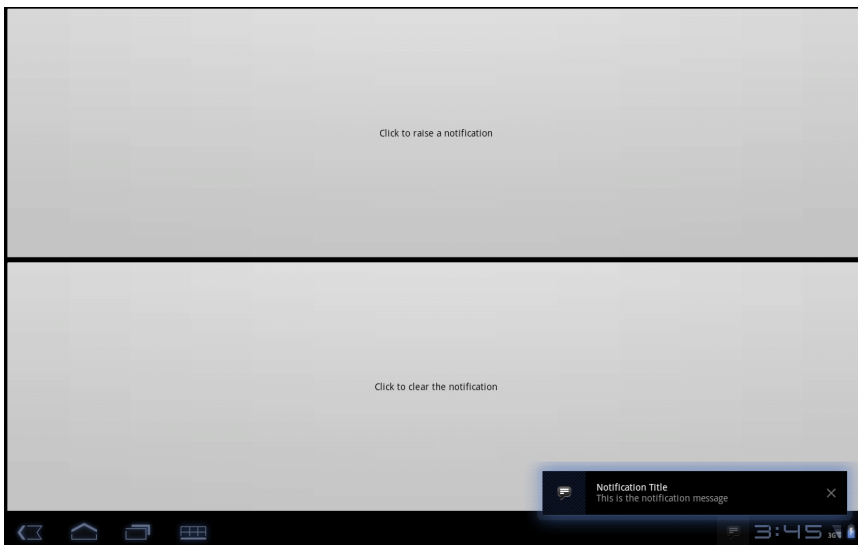 Click to raise a notification
Click to clear the notification
Notification Title
This is the notification message
3:45 3G